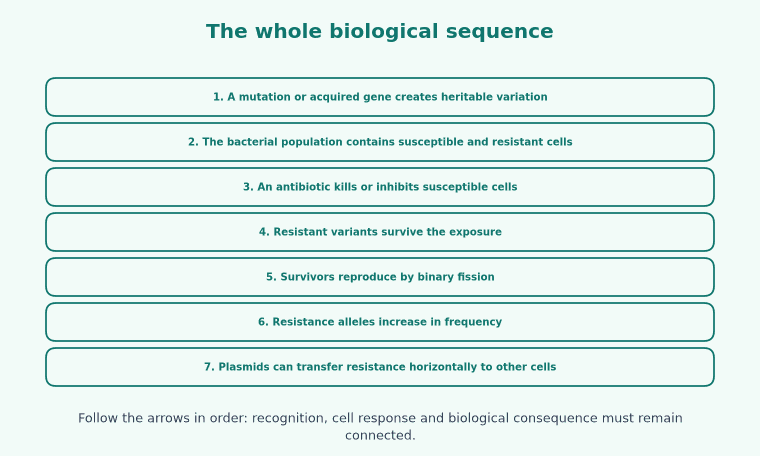 The whole biological sequence
1. A mutation or acquired gene creates heritable variation
2. The bacterial population contains susceptible and resistant cells
3. An antibiotic kills or inhibits susceptible cells
4. Resistant variants survive the exposure
5. Survivors reproduce by binary fission
6. Resistance alleles increase in frequency
7. Plasmids can transfer resistance horizontally to other cells
Follow the arrows in order: recognition, cell response and biological consequence must remain
connected.